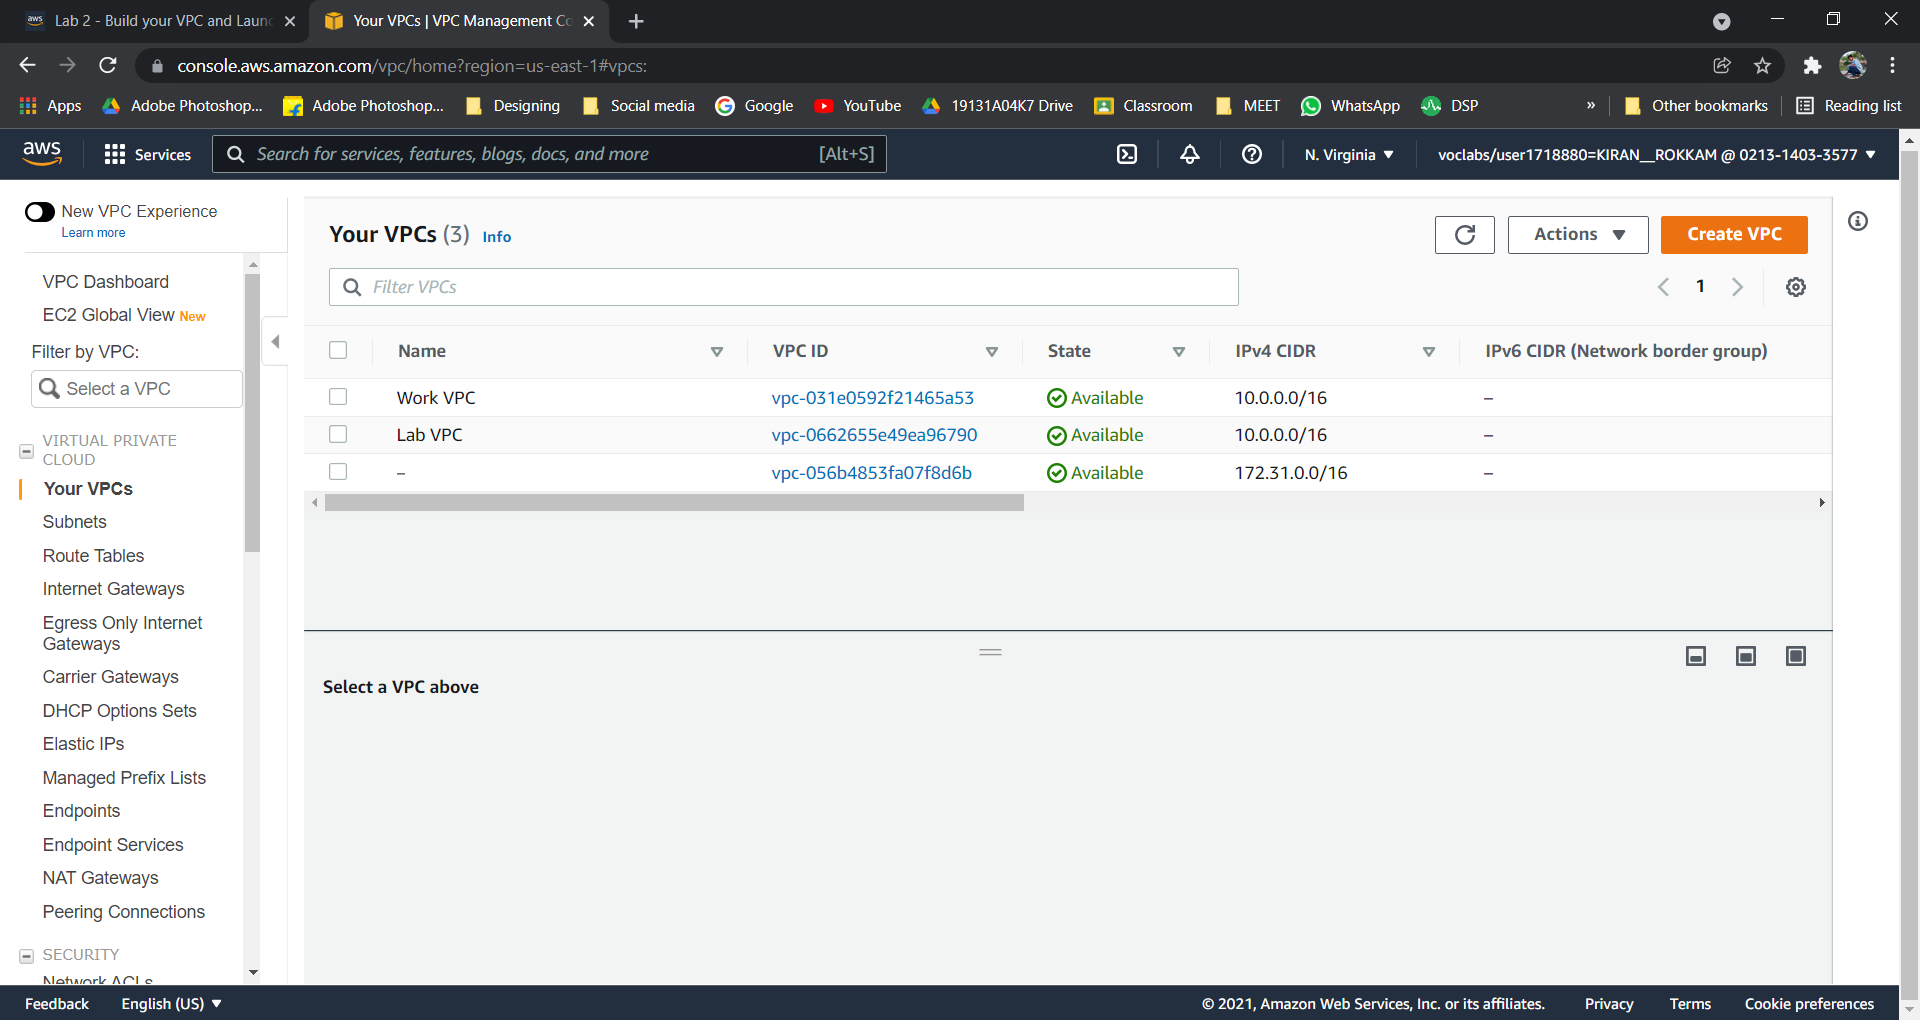 Lab 2 - Build your VPC and Laun
Your VPCs | VPC Management Co
console.aws.amazon.com/vpc/home?region=us-east-1#vpcs:
Apps
Adobe Photoshop...
Adobe Photoshop...
Designing
Social media
Google
YouTube
19131A04K7 Drive
Classroom
MEET
WhatsApp
DSP
»
Other bookmarks
Reading list
aws
Services
Search for services, features, blogs, docs, and more
[Alt+S]
N. Virginia
voclabs/user1718880=KIRAN__ROKKAM @ 0213-1403-3577
New VPC Experience
Learn more
VPC Dashboard
EC2 Global View New
Filter by VPC:
Select a VPC
VIRTUAL PRIVATE
CLOUD
Your VPCs
Subnets
Route Tables
Internet Gateways
Egress Only Internet
Gateways
Carrier Gateways
DHCP Options Sets
Elastic IPs
Managed Prefix Lists
Endpoints
Endpoint Services
NAT Gateways
Peering Connections
SECURITY
Network ACLs
Your VPCs (3) Info
Actions
Create VPC
Filter VPCs
1
Name VPC ID State IPv4 CIDR IPv6 CIDR (Network border group)
Work VPC vpc-031e0592f21465a53 Available 10.0.0.0/16 –
Lab VPC vpc-0662655e49ea96790 Available 10.0.0.0/16 –
– vpc-056b4853fa07f8d6b Available 172.31.0.0/16 –
Select a VPC above
Feedback
English (US)
© 2021, Amazon Web Services, Inc. or its affiliates.
Privacy
Terms
Cookie preferences